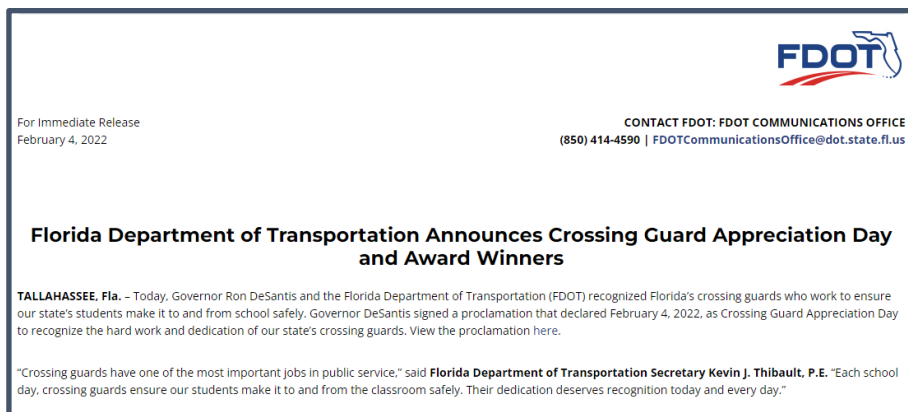 FDOT
For Immediate Release
February 4, 2022
CONTACT FDOT: FDOT COMMUNICATIONS OFFICE
(850) 414-4590 | FDOTCommunicationsOffice@dot.state.fl.us
Florida Department of Transportation Announces Crossing Guard Appreciation Day
and Award Winners
TALLAHASSEE, Fla. – Today, Governor Ron DeSantis and the Florida Department of Transportation (FDOT) recognized Florida’s crossing guards who work to ensure
our state’s students make it to and from school safely. Governor DeSantis signed a proclamation that declared February 4, 2022, as Crossing Guard Appreciation Day
to recognize the hard work and dedication of our state’s crossing guards. View the proclamation here.
“Crossing guards have one of the most important jobs in public service,” said Florida Department of Transportation Secretary Kevin J. Thibault, P.E. “Each school
day, crossing guards ensure our students make it to and from the classroom safely. Their dedication deserves recognition today and every day.”